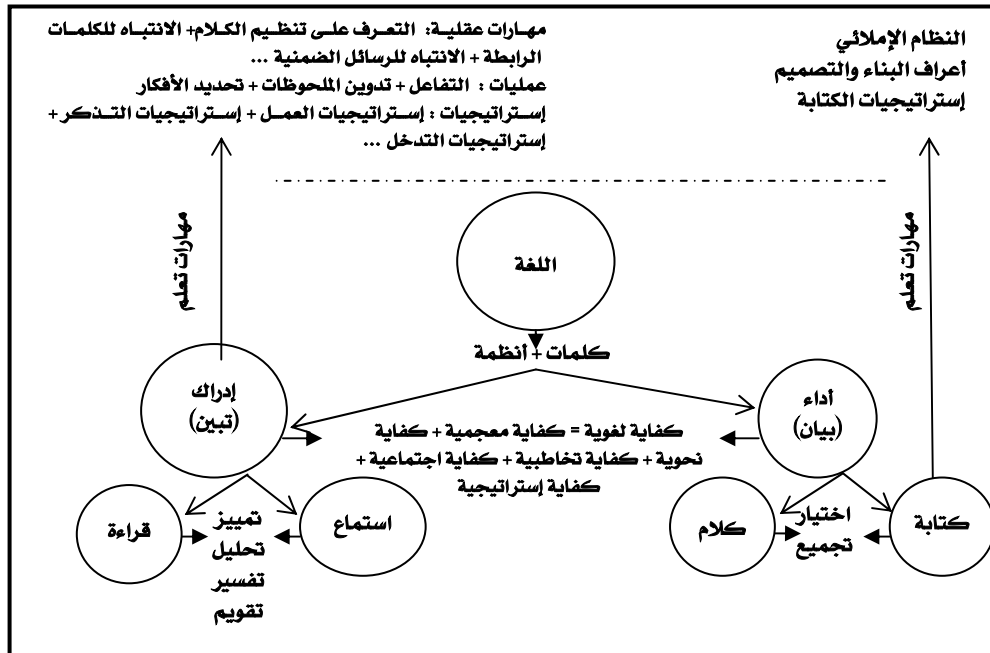 النظام الإملائي
أعراف البناء والتصميم
إستراتيجيات الكتابة
مهارات عقلية: التعرف على تنظيم الكلام+ الانتباه للكلمات
الرابطة + الانتباه للرسائل الضمنية ...
عمليات : التفاعل + تدوين الملحوظات + تحديد الأفكار
إستراتيجيات : إستراتيجيات العمل + إستراتيجيات التذكر +
إستراتيجيات التدخل ...
مهارات تعلم
مهارات تعلم
اللغة
كلمات + أنظمة
أداء
(بيان)
إدراك
(تبين)
كفاية لغوية = كفاية معجمية + كفاية
نحوية + كفاية تخاطبية + كفاية اجتماعية +
كفاية إستراتيجية
كتابة
اختيار
تجميع
كلام
استماع
تمييز
تحليل
تفسير
تقويم
قراءة